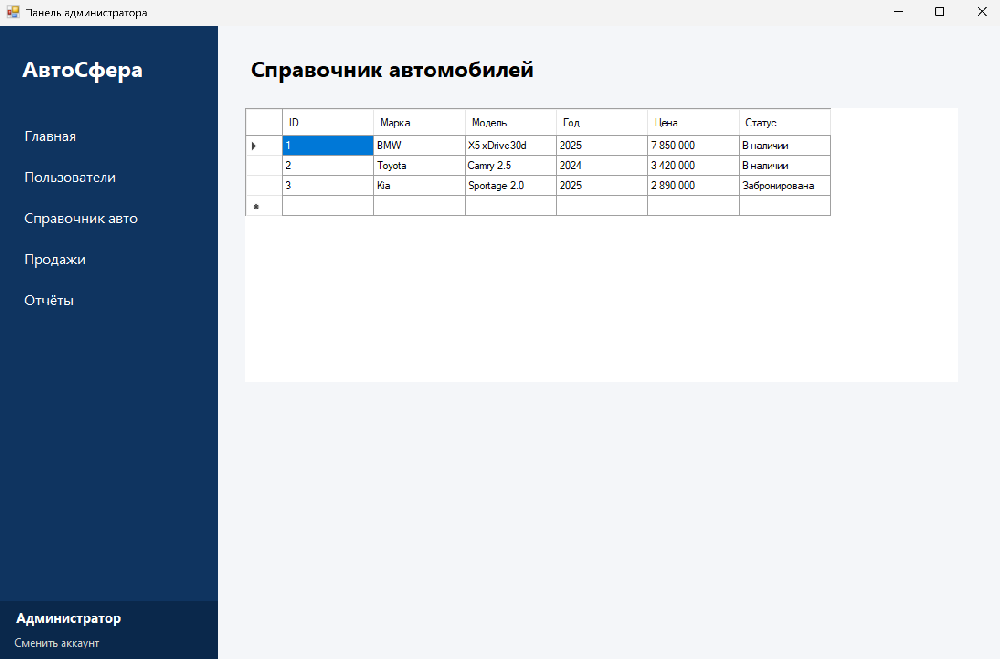 Панель администратора
АвтоСфера
Главная
Пользователи
Справочник авто
Продажи
Отчёты
Администратор
Сменить аккаунт
Справочник автомобилей
ID Марка Модель Год Цена Статус
1 BMW X5 xDrive30d 2025 7 850 000 В наличии
2 Toyota Camry 2.5 2024 3 420 000 В наличии
3 Kia Sportage 2.0 2025 2 890 000 Забронирована